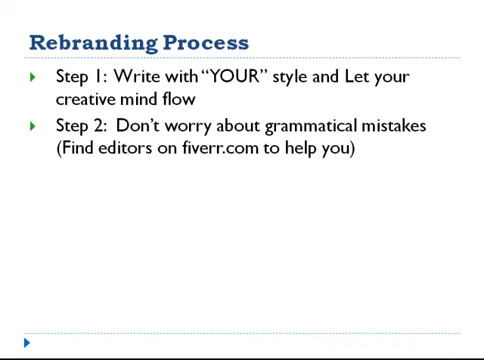 Rebranding Process
Step 1: Write with “YOUR” style and Let your
creative mind flow
Step 2: Don’t worry about grammatical mistakes
(Find editors on fiverr.com to help you)